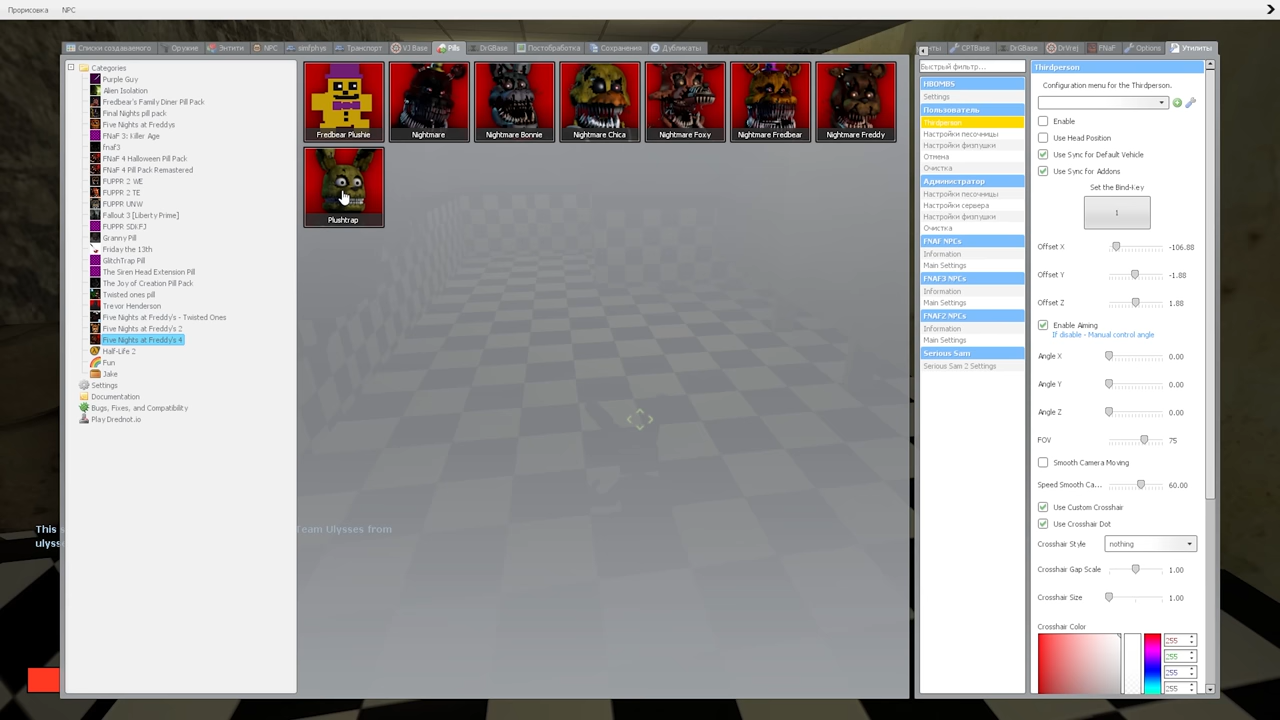 Прорисовка NPC
Списки создаваемого Оружие Энтити NPC simfphys Транспорт VJ Base Pills DrGBase Постобработка Сохранения Дубликаты
нты CPTBase DrGBase DrVrej FNaF Options Утилиты
Categories
Purple Guy
Alien Isolation
Fredbear's Family Diner Pill Pack
Final Nights pill pack
Five Nights at Freddys
FNaF 3: Killer Age
fnaf3
FNaF 4 Halloween Pill Pack
FNaF 4 Pill Pack Remastered
FUPPR 2 WE
FUPPR 2 TE
FUPPR UNW
Fallout 3 [Liberty Prime]
FUPPR SDI.FJ
Granny Pill
Friday the 13th
GlitchTrap Pill
The Siren Head Extension Pill
The Joy of Creation Pill Pack
Twisted ones pill
Trevor Henderson
Five Nights at Freddy's - Twisted Ones
Five Nights at Freddy's 2
Five Nights at Freddy's 4
Half-Life 2
Fun
Jake
Settings
Documentation
Bugs, Fixes, and Compatibility
Play Drednot.io
Fredbear Plushie
Nightmare
Nightmare Bonnie
Nightmare Chica
Nightmare Foxy
Nightmare Fredbear
Nightmare Freddy
Plushtrap
This s
Team Ulysses from
ulyss
Быстрый фильтр...
HBOMBS
Settings
Пользователь
Thirdperson
Настройки песочницы
Настройки физпушки
Отмена
Очистка
Администратор
Настройки песочницы
Настройки сервера
Настройки физпушки
Очистка
FNAF NPCs
Information
Main Settings
FNAF3 NPCs
Information
Main Settings
FNAF2 NPCs
Information
Main Settings
Serious Sam
Serious Sam 2 Settings
Thirdperson
Configuration menu for the Thirdperson.
Enable
Use Head Position
Use Sync for Default Vehicle
Use Sync for Addons
Set the Bind-Key
1
Offset X -106.88
Offset Y -1.88
Offset Z 1.88
Enable Aiming
If disable - Manual control angle
Angle X 0.00
Angle Y 0.00
Angle Z 0.00
FOV 75
Smooth Camera Moving
Speed Smooth Ca... 60.00
Use Custom Crosshair
Use Crosshair Dot
Crosshair Style nothing
Crosshair Gap Scale 1.00
Crosshair Size 1.00
Crosshair Color
255
255
255
255